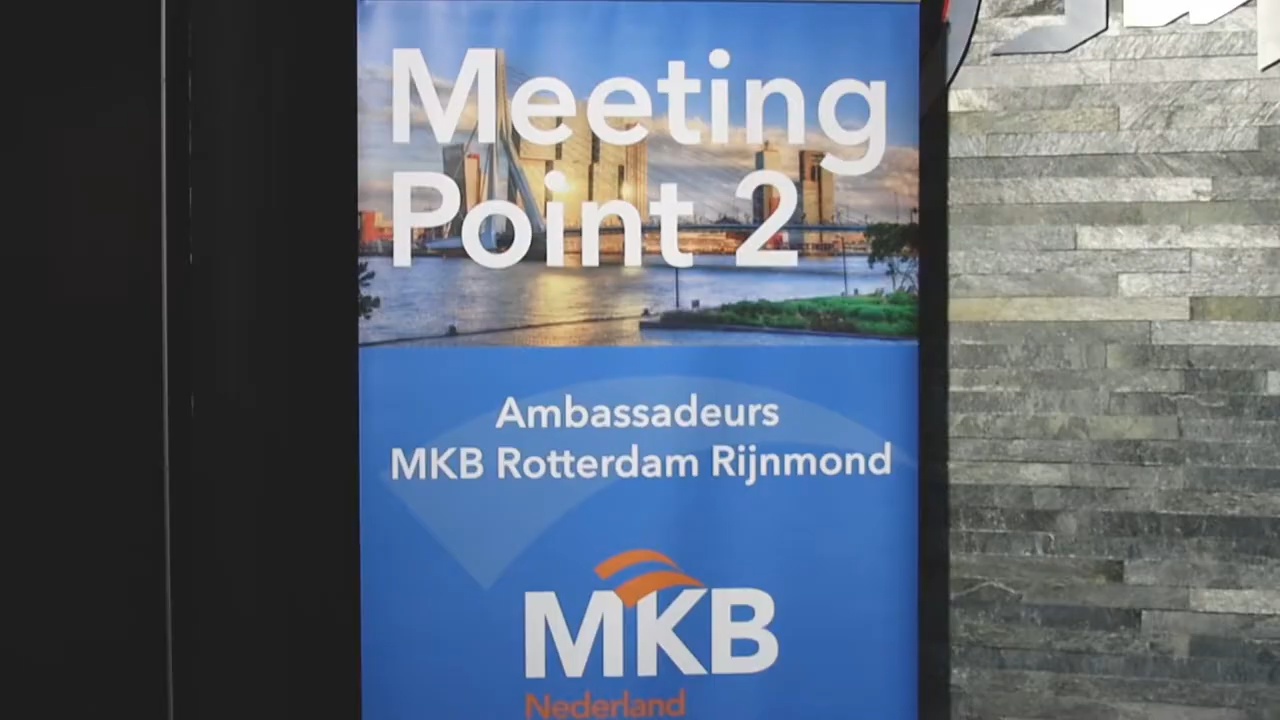 Meeting
Point 2
Ambassadeurs
MKB Rotterdam Rijnmond
MKB
Nederland